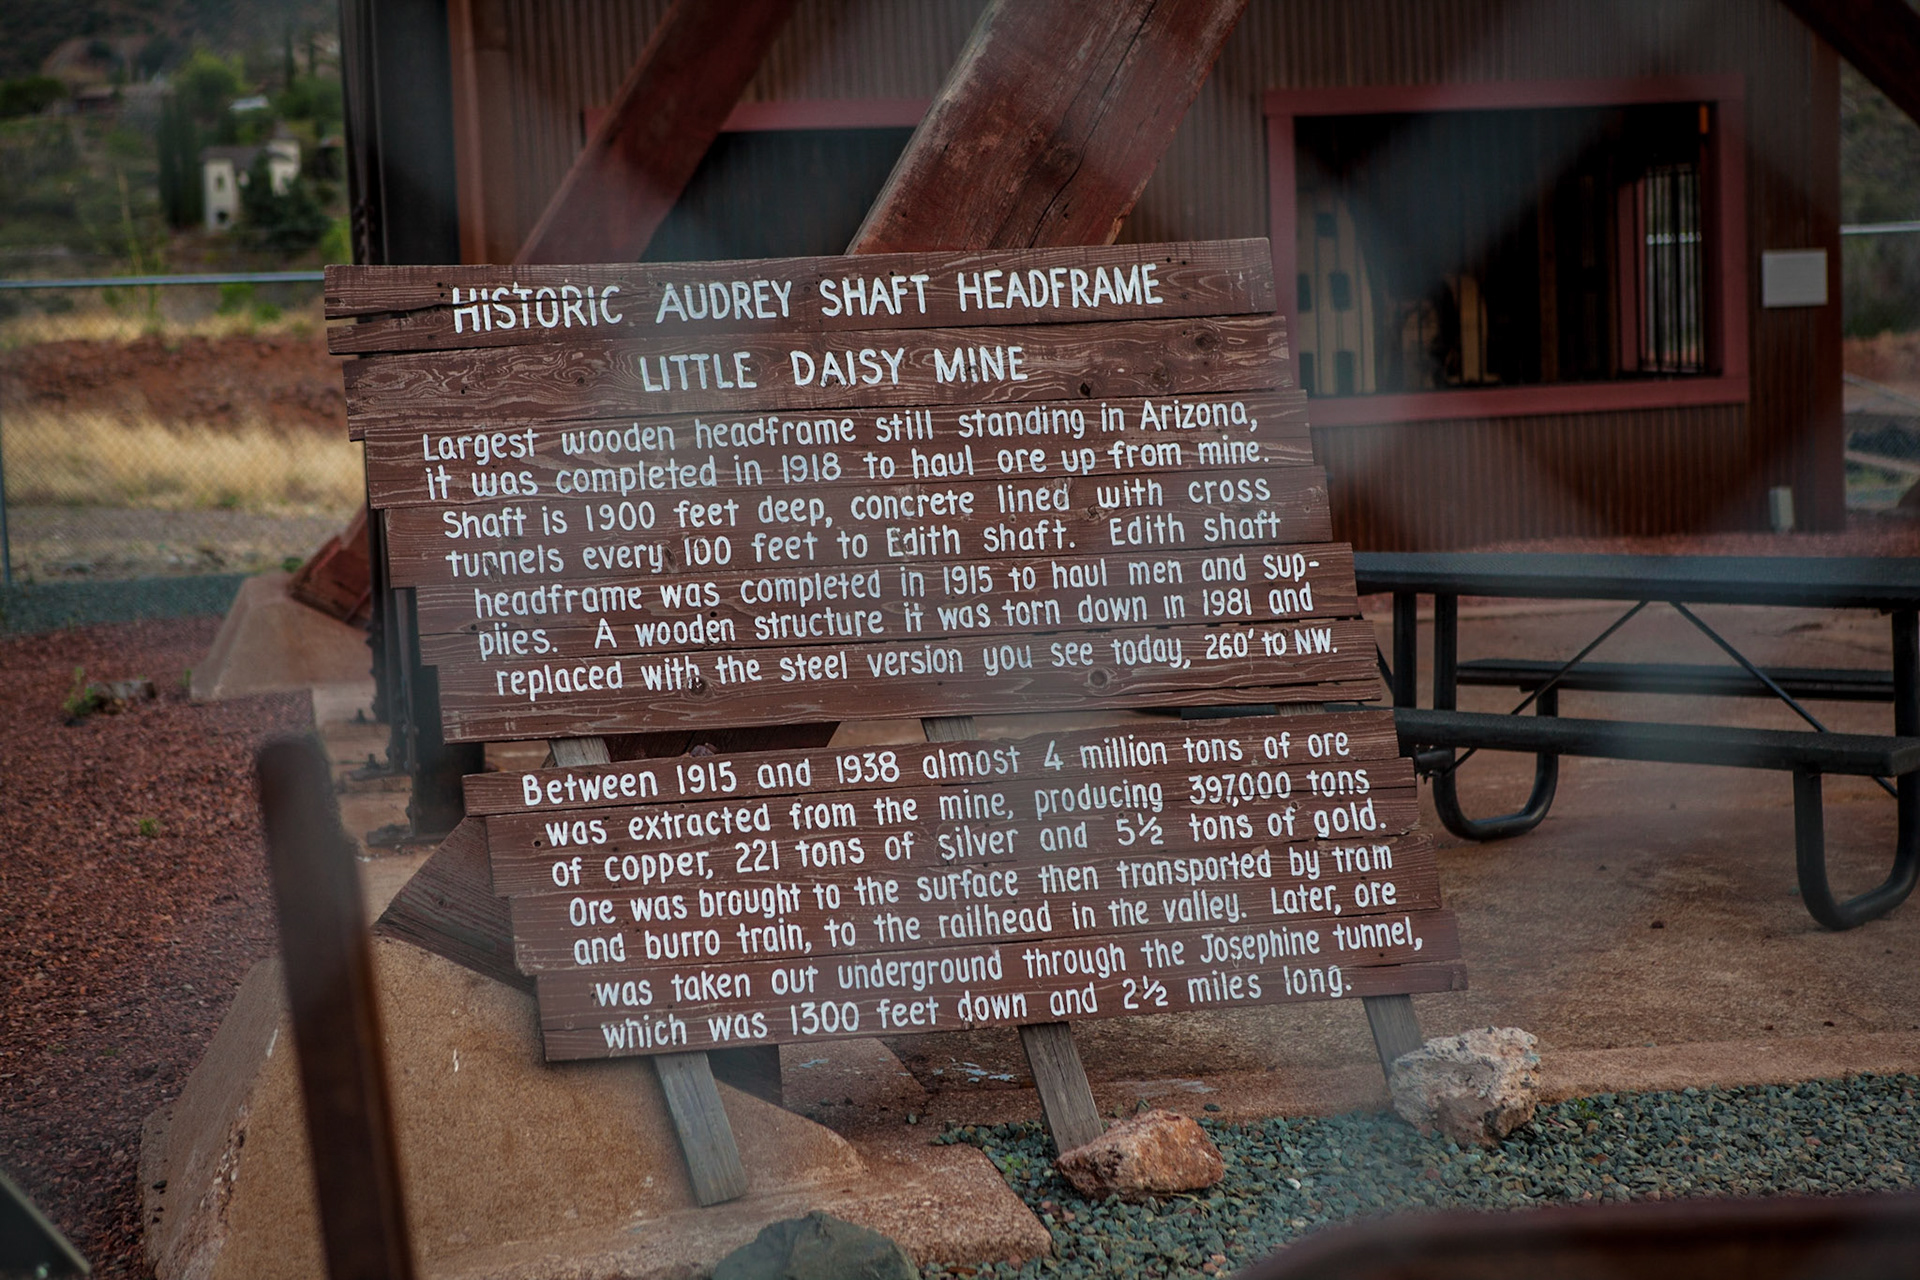 HISTORIC AUDREY SHAFT HEADFRAME
LITTLE DAISY MINE
Largest wooden headframe still standing in Arizona,
it was completed in 1918 to haul ore up from mine.
Shaft is 1900 feet deep, concrete lined with cross
tunnels every 100 feet to Edith shaft. Edith shaft
headframe was completed in 1915 to haul men and sup-
plies. A wooden structure it was torn down in 1981 and
replaced with the steel version you see today, 260' to NW.
Between 1915 and 1938 almost 4 million tons of ore
was extracted from the mine, producing 397,000 tons
of copper, 221 tons of silver and 5½ tons of gold.
Ore was brought to the surface then transported by tram
and burro train, to the railhead in the valley. Later, ore
was taken out underground through the Josephine tunnel,
which was 1300 feet down and 2½ miles long.